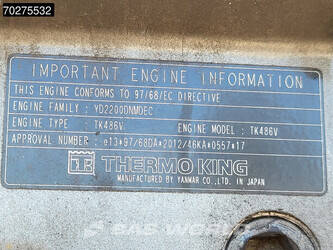 70275532
IMPORTANT ENGINE INFORMATION
THIS ENGINE CONFORMS TO 97/68/EC DIRECTIVE
ENGINE FAMILY : YD2200DNMDEC
ENGINE TYPE : TK486V ENGINE MODEL : TK486V
APPROVAL NUMBER : e13*97/68DA*2012/46KA*0557*17
THERMO KING
MANUFACTURED BY YANMAR CO.,LTD. IN JAPAN
BAS